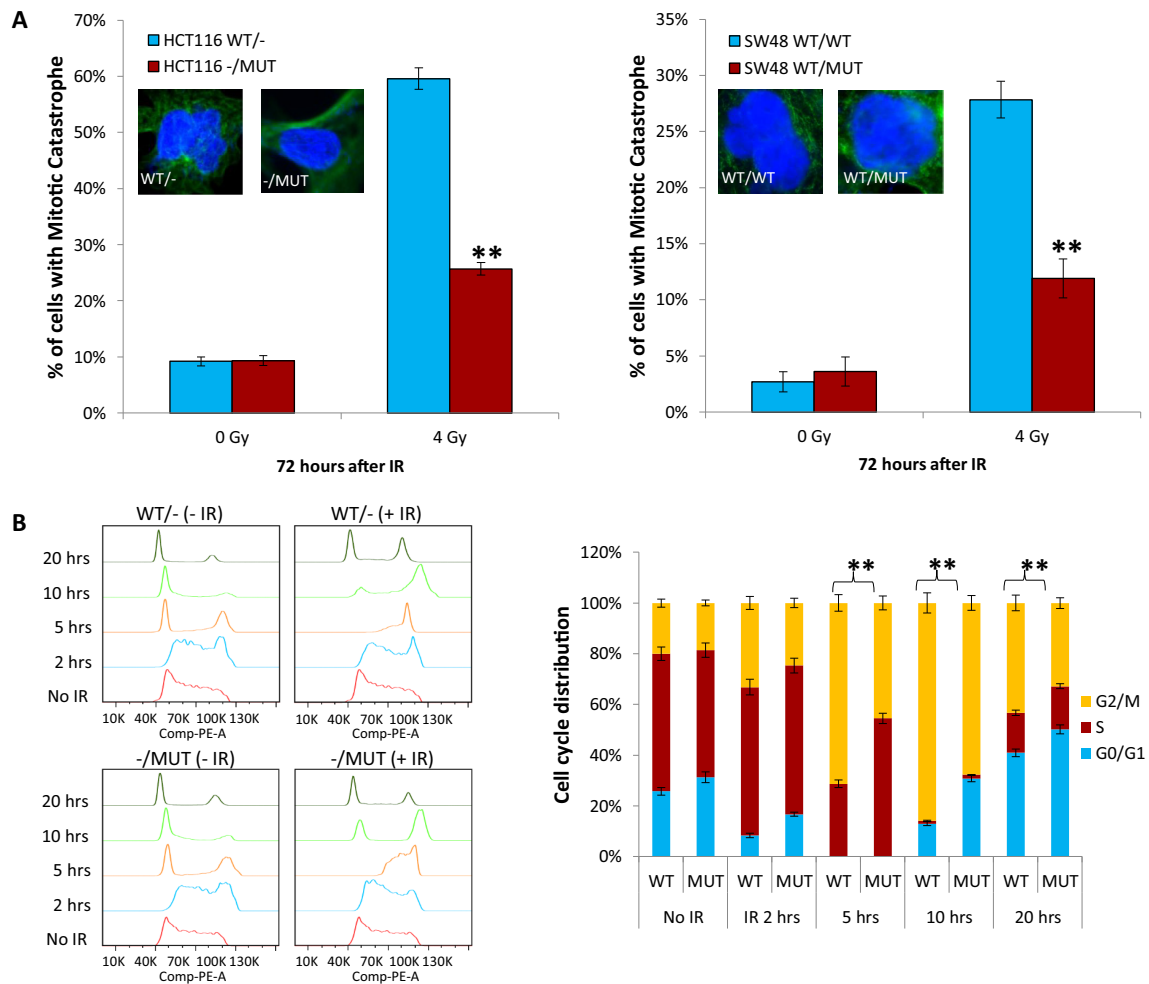 A
% of cells with Mitotic Catastrophe
70%
60%
50%
40%
30%
20%
10%
0%
HCT116 WT/-
HCT116 -/MUT
WT/-
-/MUT
**
0 Gy
4 Gy
72 hours after IR
% of cells with Mitotic Catastrophe
35%
30%
25%
20%
15%
10%
5%
0%
SW48 WT/WT
SW48 WT/MUT
WT/WT
WT/MUT
**
0 Gy
4 Gy
72 hours after IR
B
WT/- (- IR)
WT/- (+ IR)
20 hrs
10 hrs
5 hrs
2 hrs
No IR
10K 40K 70K 100K 130K
10K 40K 70K 100K 130K
Comp-PE-A
Comp-PE-A
-/MUT (- IR)
-/MUT (+ IR)
20 hrs
10 hrs
5 hrs
2 hrs
No IR
10K 40K 70K 100K 130K
10K 40K 70K 100K 130K
Comp-PE-A
Comp-PE-A
Cell cycle distribution
120%
100%
80%
60%
40%
20%
0%
** ** **
G2/M
S
G0/G1
WT MUT WT MUT WT MUT WT MUT WT MUT
No IR IR 2 hrs 5 hrs 10 hrs 20 hrs